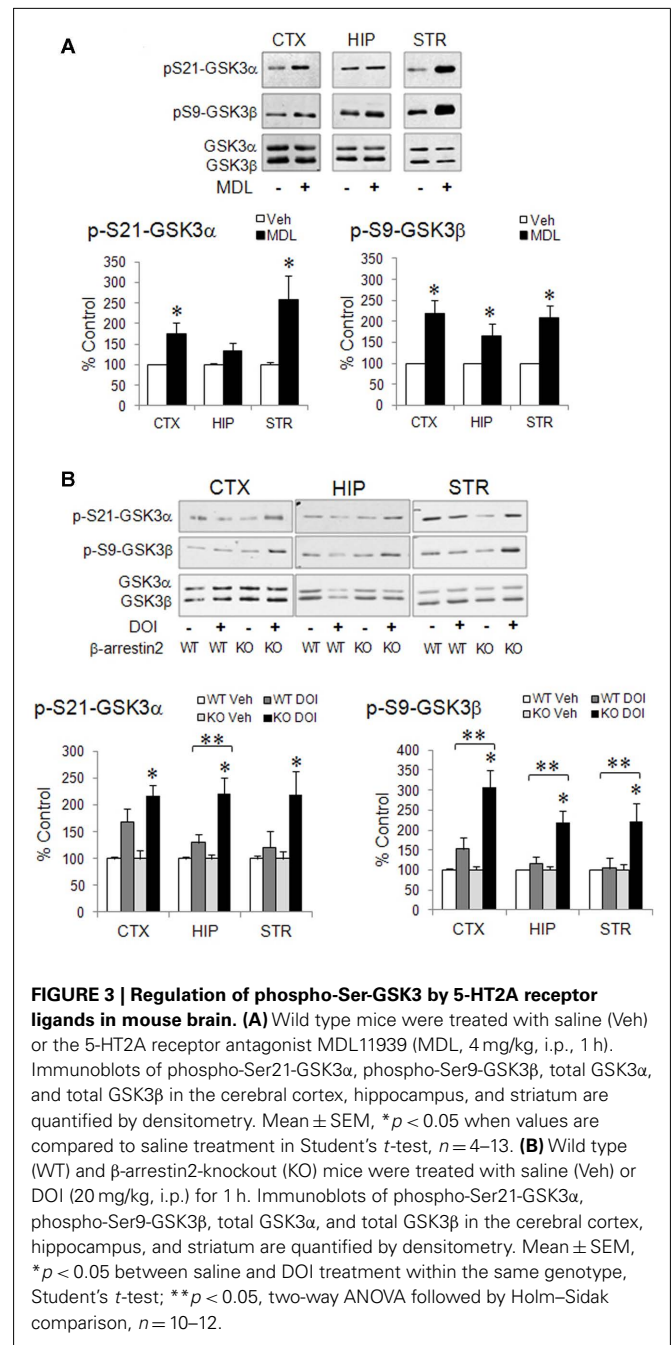 A
CTX HIP STR
pS21-GSK3α
pS9-GSK3β
GSK3α
GSK3β
MDL - + - + - +
p-S21-GSK3α
Veh
MDL
% Control
350
300
250
200
150
100
50
0
* *
CTX HIP STR
p-S9-GSK3β
Veh
MDL
% Control
350
300
250
200
150
100
50
0
* * *
CTX HIP STR
B
CTX HIP STR
p-S21-GSK3α
p-S9-GSK3β
GSK3α
GSK3β
DOI - + - + - + - + - + - +
β-arrestin2 WT WT KO KO WT WT KO KO WT WT KO KO
p-S21-GSK3α
WT Veh WT DOI
KO Veh KO DOI
% Control
300
250
200
150
100
50
0
**
* * *
CTX HIP STR
p-S9-GSK3β
WT Veh WT DOI
KO Veh KO DOI
% Control
400
350
300
250
200
150
100
50
0
** ** **
* * *
CTX HIP STR
FIGURE 3 | Regulation of phospho-Ser-GSK3 by 5-HT2A receptor
ligands in mouse brain. (A) Wild type mice were treated with saline (Veh)
or the 5-HT2A receptor antagonist MDL11939 (MDL, 4 mg/kg, i.p., 1 h).
Immunoblots of phospho-Ser21-GSK3α, phospho-Ser9-GSK3β, total GSK3α,
and total GSK3β in the cerebral cortex, hippocampus, and striatum are
quantified by densitometry. Mean ± SEM, *p < 0.05 when values are
compared to saline treatment in Student's t-test, n = 4–13. (B) Wild type
(WT) and β-arrestin2-knockout (KO) mice were treated with saline (Veh) or
DOI (20 mg/kg, i.p.) for 1 h. Immunoblots of phospho-Ser21-GSK3α,
phospho-Ser9-GSK3β, total GSK3α, and total GSK3β in the cerebral cortex,
hippocampus, and striatum are quantified by densitometry. Mean ± SEM,
*p < 0.05 between saline and DOI treatment within the same genotype,
Student's t-test; **p < 0.05, two-way ANOVA followed by Holm–Sidak
comparison, n = 10–12.